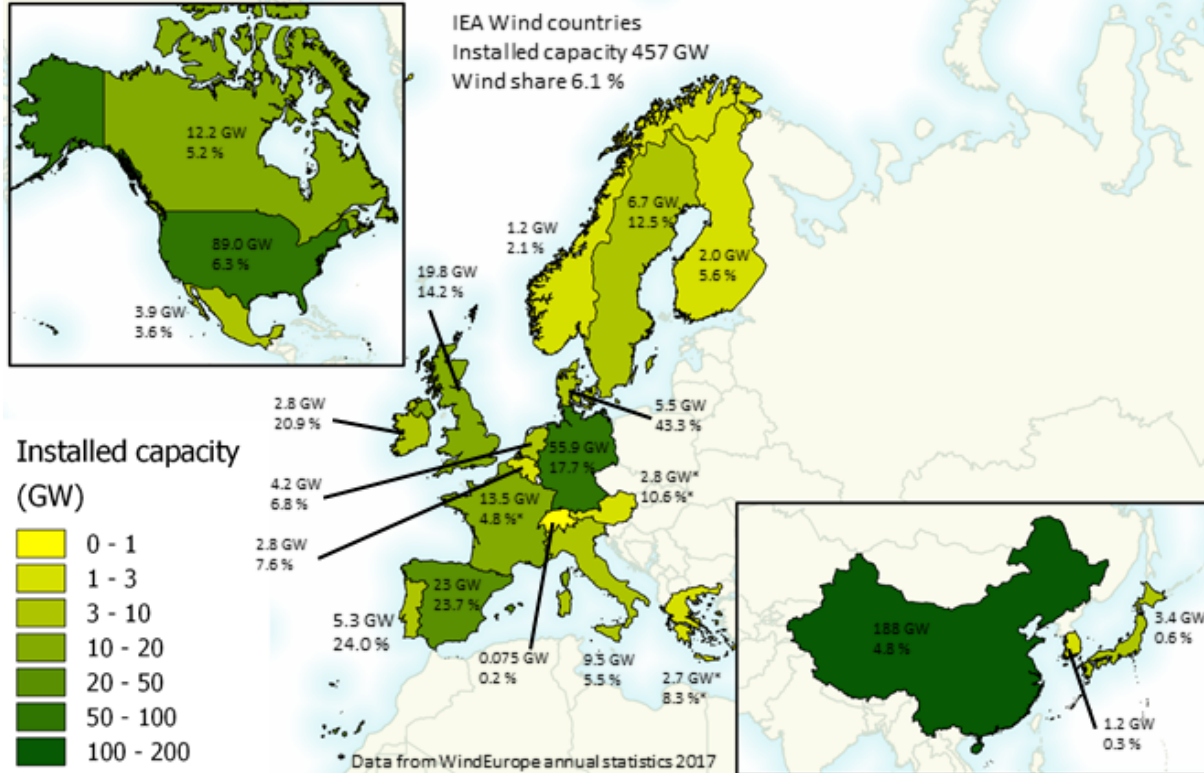 IEA Wind countries
Installed capacity 457 GW
Wind share 6.1 %
12.2 GW
5.2 %
89.0 GW
6.3 %
3.9 GW
3.6 %
1.2 GW
2.1 %
6.7 GW
12.5 %
2.0 GW
5.6 %
19.8 GW
14.2 %
2.8 GW
20.9 %
5.5 GW
43.3 %
55.9 GW
17.7 %
4.2 GW
6.8 %
2.8 GW*
10.6 %*
13.5 GW
4.8 %*
2.8 GW
7.6 %
23 GW
23.7 %
5.3 GW
24.0 %
0.075 GW
0.2 %
9.5 GW
5.5 %
2.7 GW*
8.3 %*
Installed capacity
(GW)
0 - 1
1 - 3
3 - 10
10 - 20
20 - 50
50 - 100
100 - 200
188 GW
4.8 %
3.4 GW
0.6 %
1.2 GW
0.3 %
* Data from WindEurope annual statistics 2017